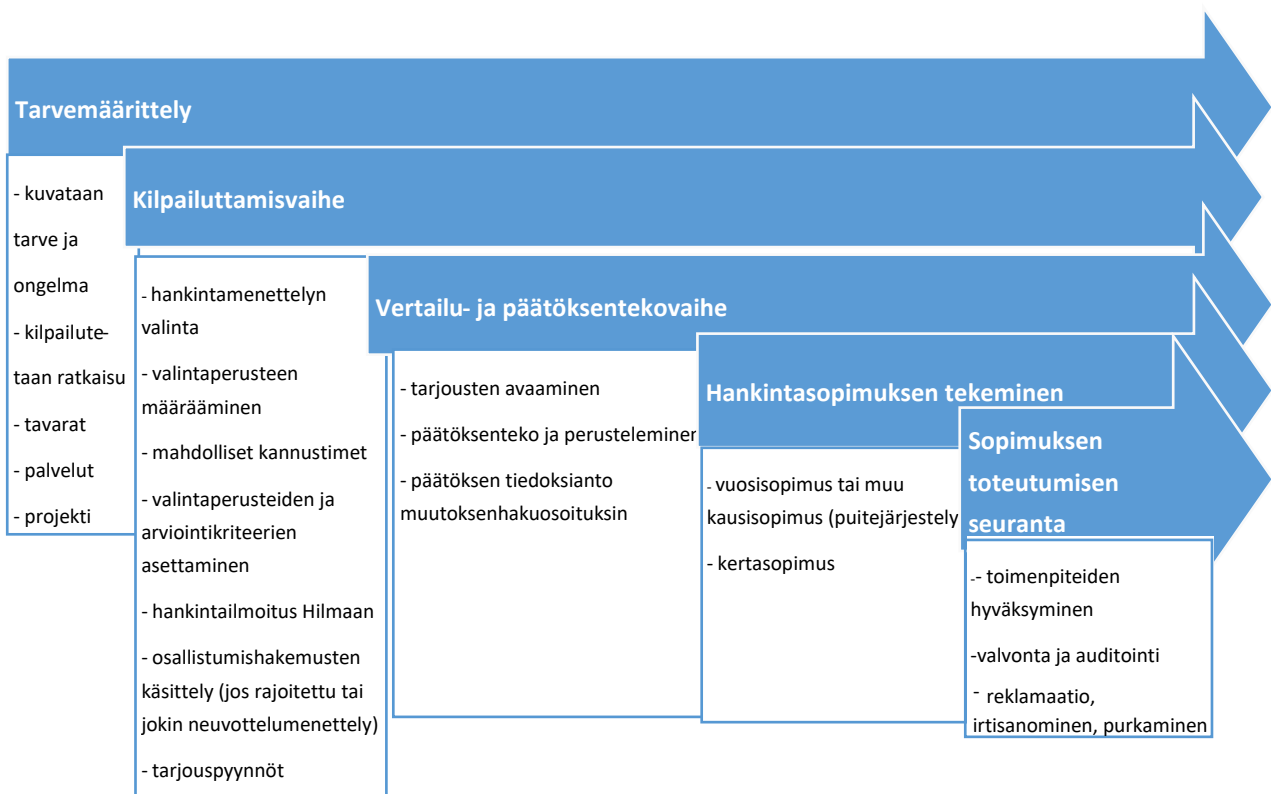 Tarvemäärittely
- kuvataan
tarve ja
ongelma
- kilpailute-
taan ratkaisu
- tavarat
- palvelut
- projekti
Kilpailuttamisvaihe
- hankintamenettelyn
valinta
- valintaperusteen
määrääminen
- mahdolliset kannustimet
- valintaperusteiden ja
arviointikriteerien
asettaminen
- hankintailmoitus Hilmaan
- osallistumishakemusten
käsittely (jos rajoitettu tai
jokin neuvottelumenettely)
- tarjouspyynnöt
Vertailu- ja päätöksentekovaihe
- tarjousten avaaminen
- päätöksenteko ja perusteleminen
- päätöksen tiedoksianto
muutoksenhakuosoituksin
Hankintasopimuksen tekeminen
- vuosisopimus tai muu
kausisopimus (puitejärjestely
- kertasopimus
Sopimuksen
toteutumisen
seuranta
-- toimenpiteiden
hyväksyminen
-valvonta ja auditointi
- reklamaatio,
irtisanominen, purkaminen